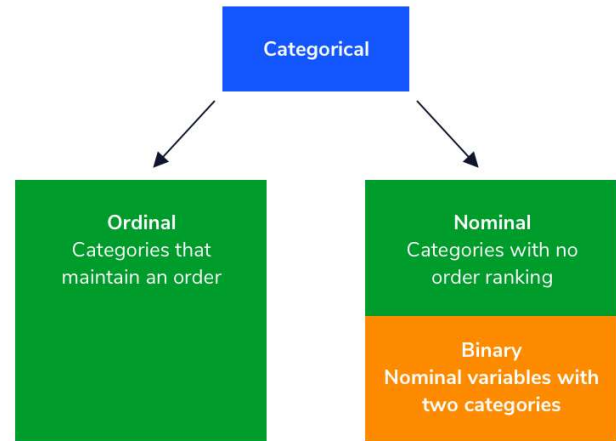 Categorical
Ordinal
Categories that
maintain an order
Nominal
Categories with no
order ranking
Binary
Nominal variables with
two categories